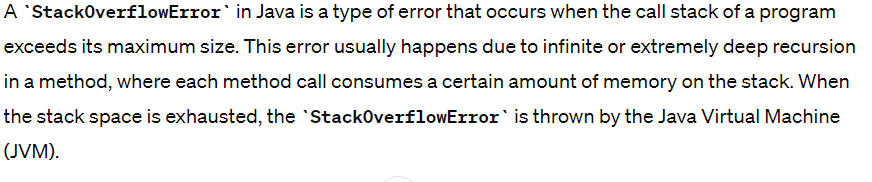 A `StackOverflowError` in Java is a type of error that occurs when the call stack of a program
exceeds its maximum size. This error usually happens due to infinite or extremely deep recursion
in a method, where each method call consumes a certain amount of memory on the stack. When
the stack space is exhausted, the `StackOverflowError` is thrown by the Java Virtual Machine
(JVM).